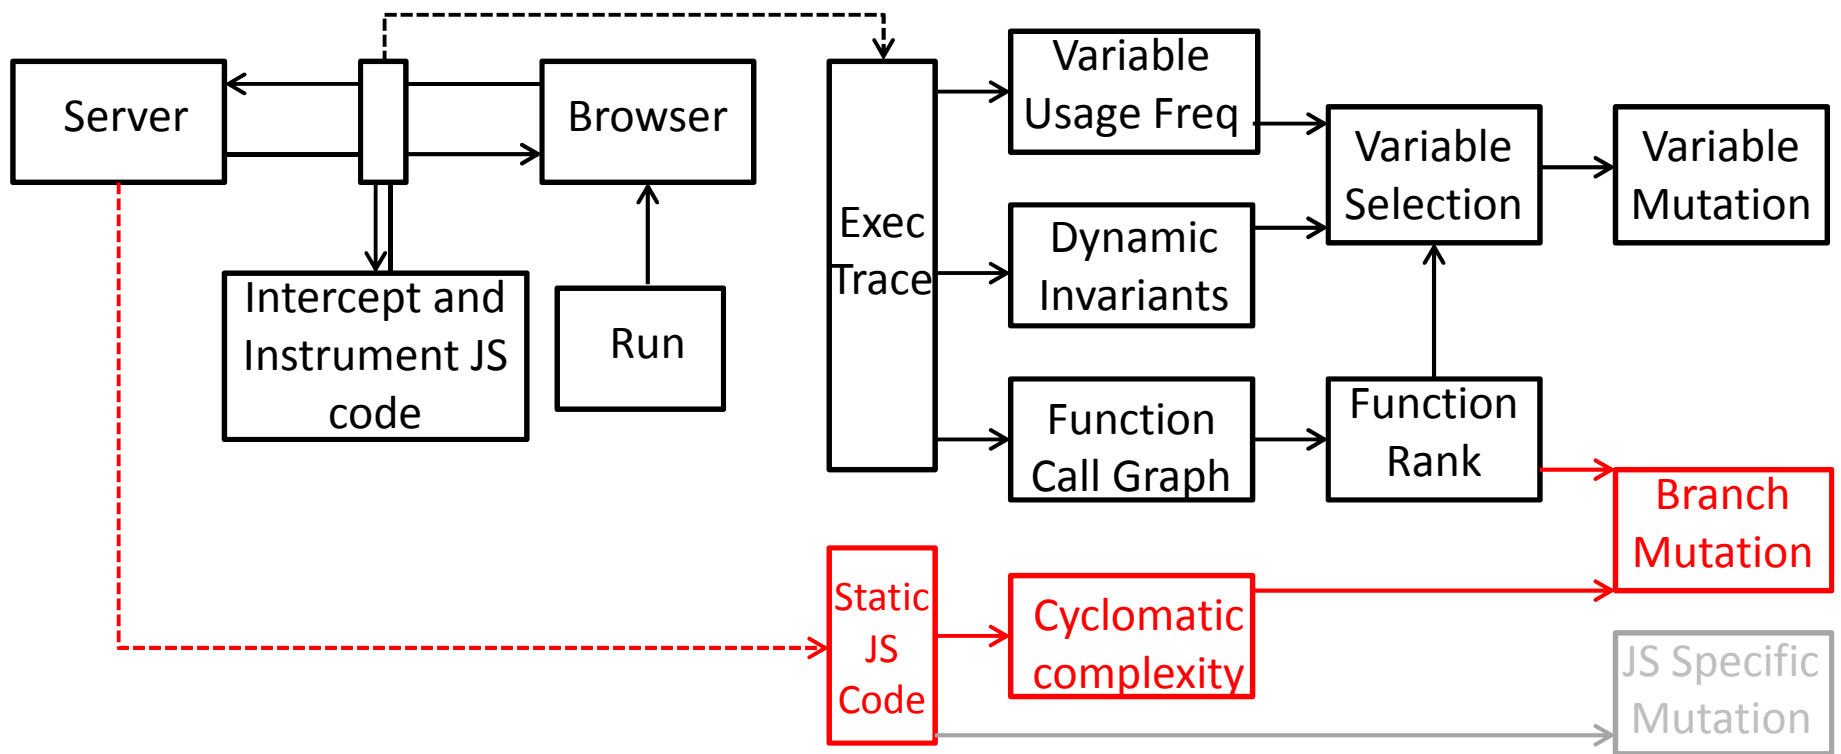 Server
Browser
Intercept and
Instrument JS
code
Run
Exec
Trace
Variable
Usage Freq
Dynamic
Invariants
Function
Call Graph
Variable
Selection
Function
Rank
Variable
Mutation
Branch
Mutation
Static
JS
Code
Cyclomatic
complexity
JS Specific
Mutation